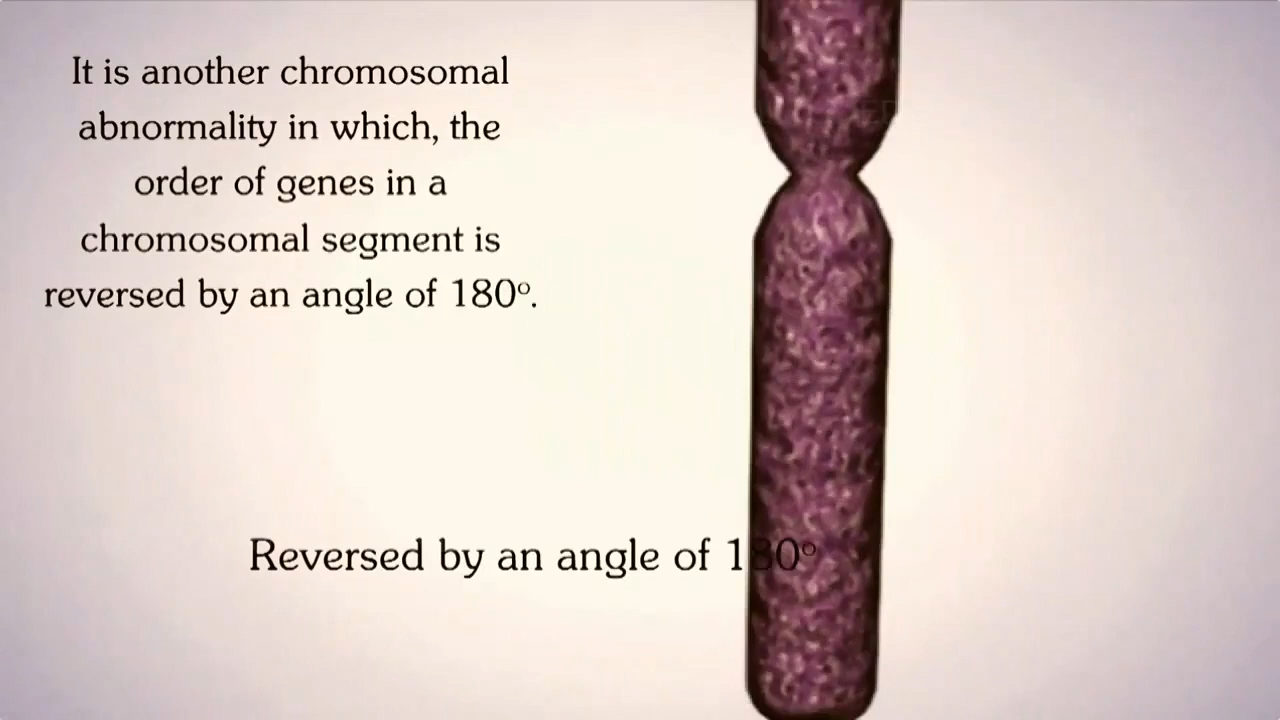 It is another chromosomal
abnormality in which, the
order of genes in a
chromosomal segment is
reversed by an angle of 180°.
Reversed by an angle of 180°